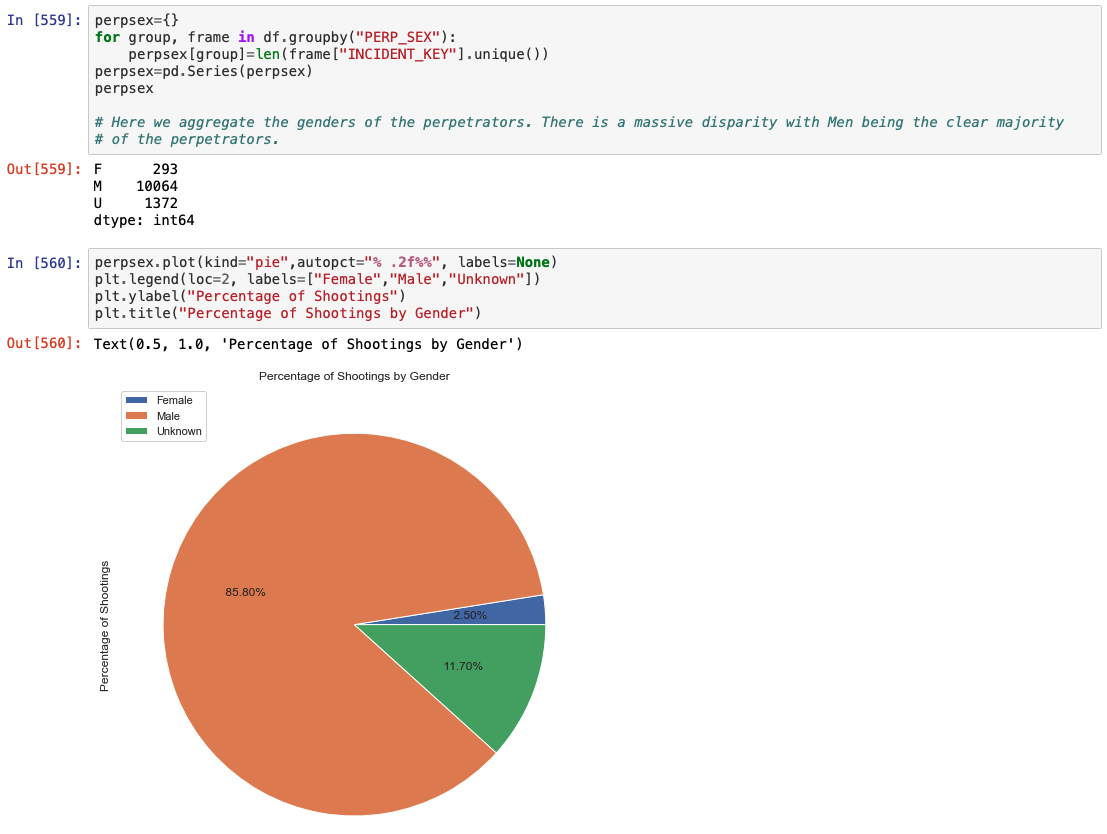 In [559]: perpsex={}
for group, frame in df.groupby("PERP_SEX"):
    perpsex[group]=len(frame["INCIDENT_KEY"].unique())
perpsex=pd.Series(perpsex)
perpsex
# Here we aggregate the genders of the perpetrators. There is a massive disparity with Men being the clear majority
# of the perpetrators.
Out[559]: F      293
M    10064
U     1372
dtype: int64
In [560]: perpsex.plot(kind="pie",autopct="% .2f%%", labels=None)
plt.legend(loc=2, labels=["Female","Male","Unknown"])
plt.ylabel("Percentage of Shootings")
plt.title("Percentage of Shootings by Gender")
Out[560]: Text(0.5, 1.0, 'Percentage of Shootings by Gender')
Percentage of Shootings by Gender
Female
Male
Unknown
Percentage of Shootings
85.80%
2.50%
11.70%